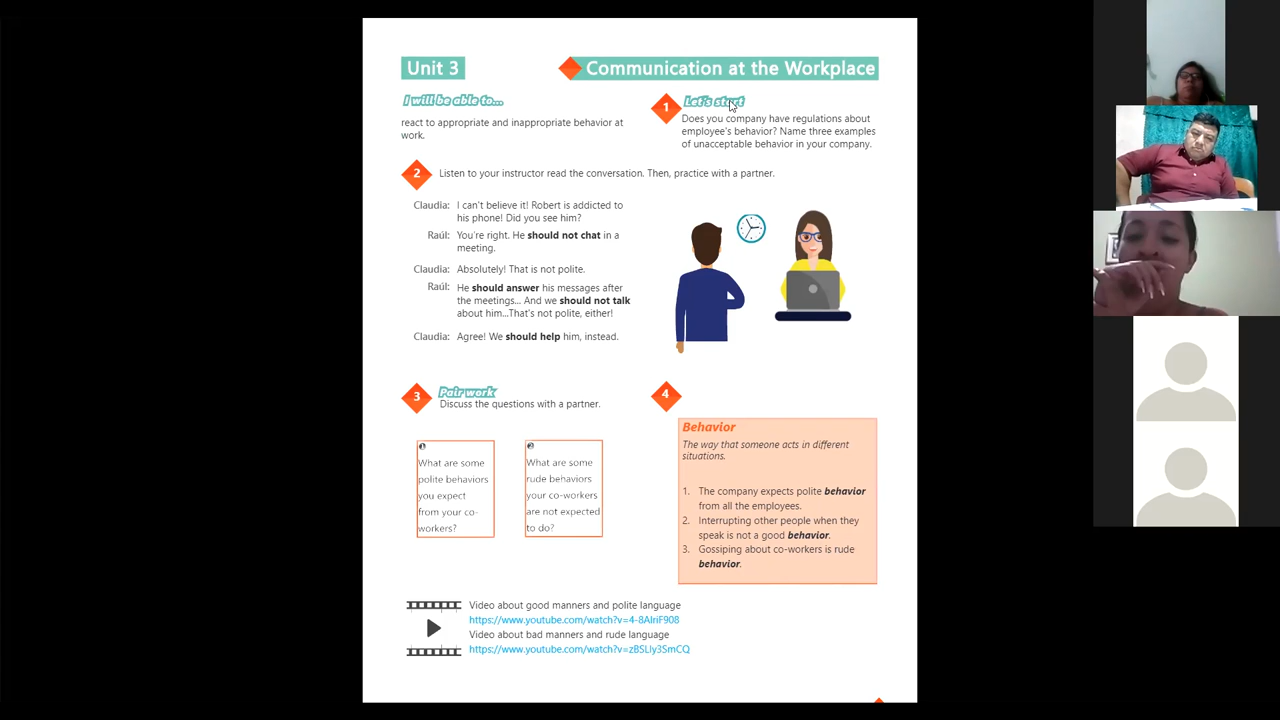 Unit 3
Communication at the Workplace
I will be able to...
react to appropriate and inappropriate behavior at
work.
1
Let's start
Does you company have regulations about
employee's behavior? Name three examples
of unacceptable behavior in your company.
2
Listen to your instructor read the conversation. Then, practice with a partner.
Claudia: I can't believe it! Robert is addicted to
his phone! Did you see him?
Raúl: You're right. He should not chat in a
meeting.
Claudia: Absolutely! That is not polite.
Raúl: He should answer his messages after
the meetings... And we should not talk
about him...That's not polite, either!
Claudia: Agree! We should help him, instead.
3
Pair work
Discuss the questions with a partner.
1
What are some
polite behaviors
you expect
from your co-
workers?
2
What are some
rude behaviors
your co-workers
are not expected
to do?
4
Behavior
The way that someone acts in different
situations.
1. The company expects polite behavior
from all the employees.
2. Interrupting other people when they
speak is not a good behavior.
3. Gossiping about co-workers is rude
behavior.
Video about good manners and polite language
https://www.youtube.com/watch?v=4-8AIriF908
Video about bad manners and rude language
https://www.youtube.com/watch?v=zBSLIy3SmCQ